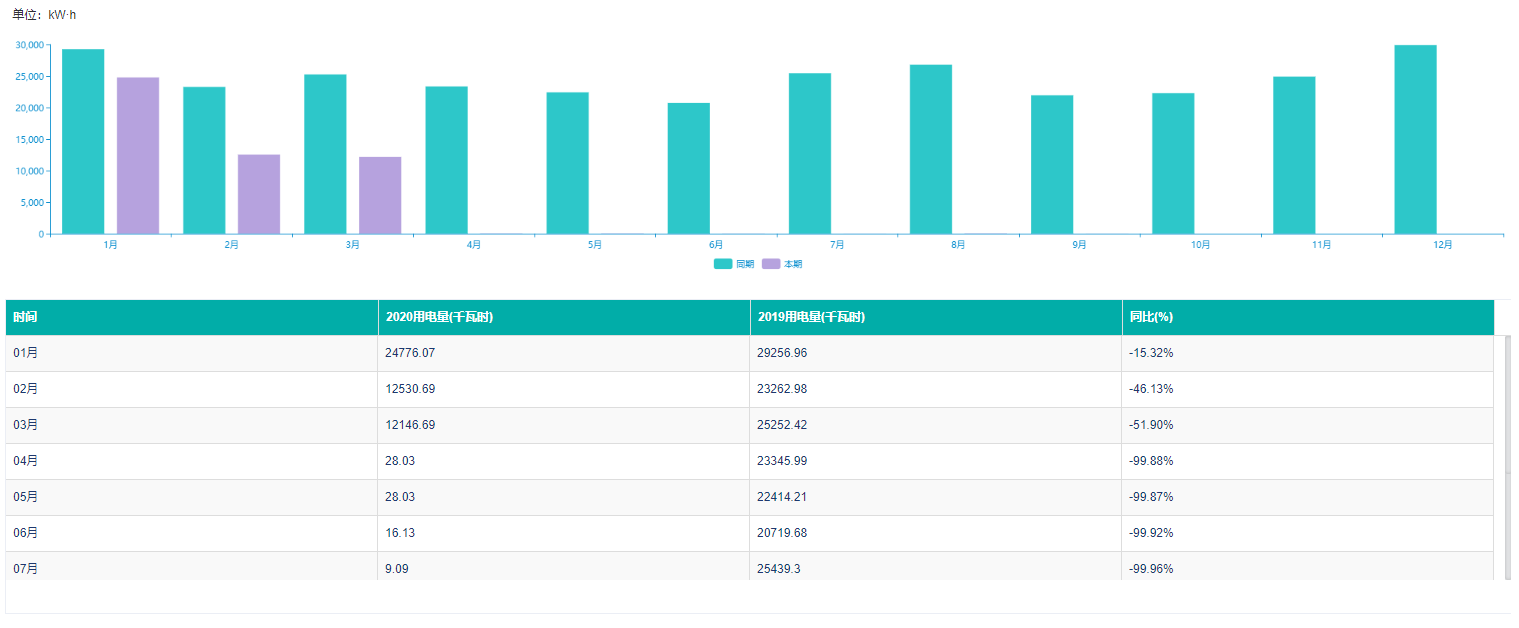 单位：kW·h
30,000
25,000
20,000
15,000
10,000
5,000
0
1月 2月 3月 4月 5月 6月 7月 8月 9月 10月 11月 12月
同期 本期
时间 2020用电量(千瓦时) 2019用电量(千瓦时) 同比(%)
01月 24776.07 29256.96 -15.32%
02月 12530.69 23262.98 -46.13%
03月 12146.69 25252.42 -51.90%
04月 28.03 23345.99 -99.88%
05月 28.03 22414.21 -99.87%
06月 16.13 20719.68 -99.92%
07月 9.09 25439.3 -99.96%